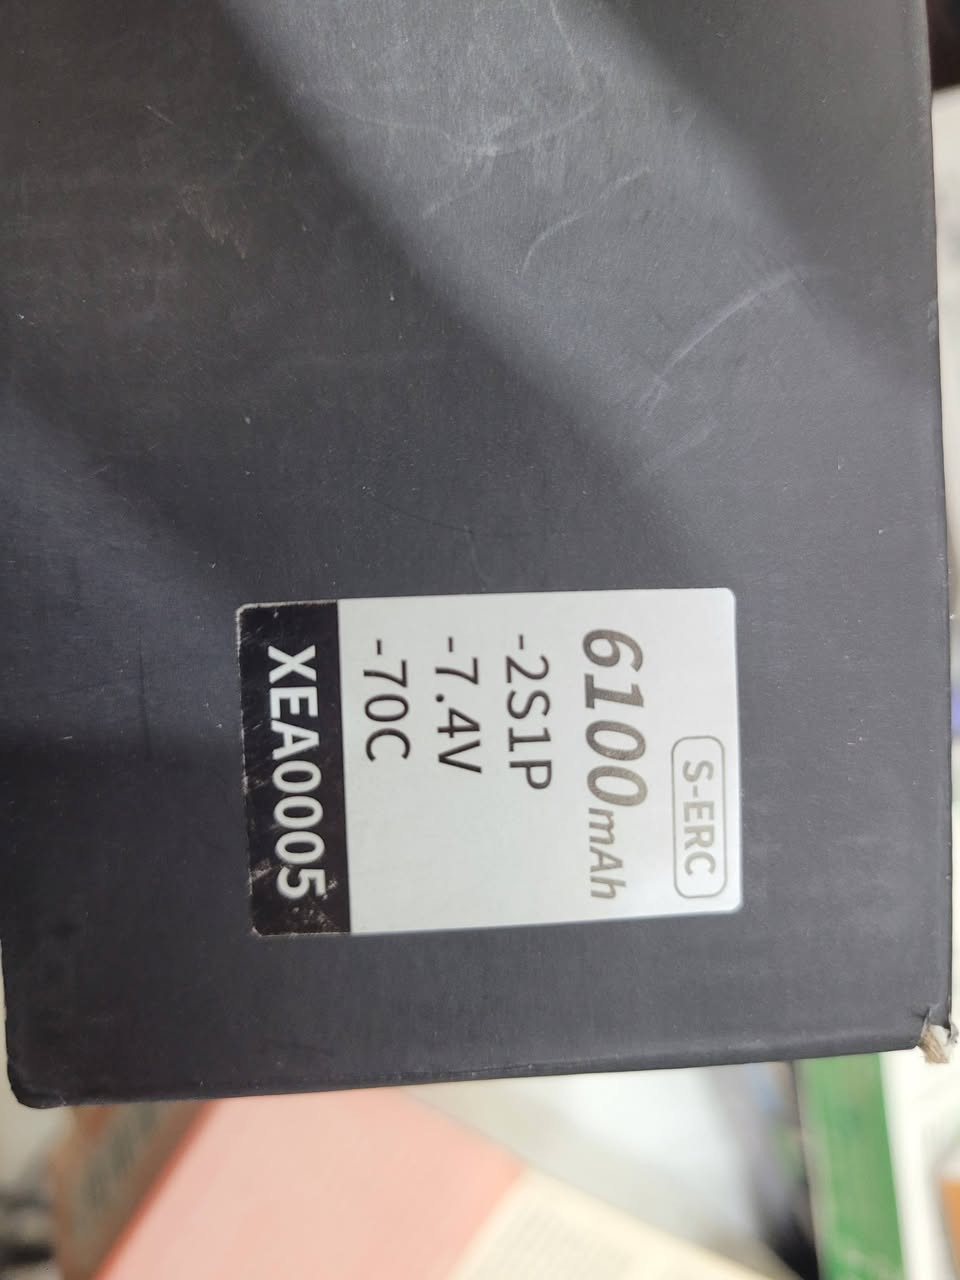 S-ERC
6100mAh
-2S1P
-7.4V
-70C
XEA0005